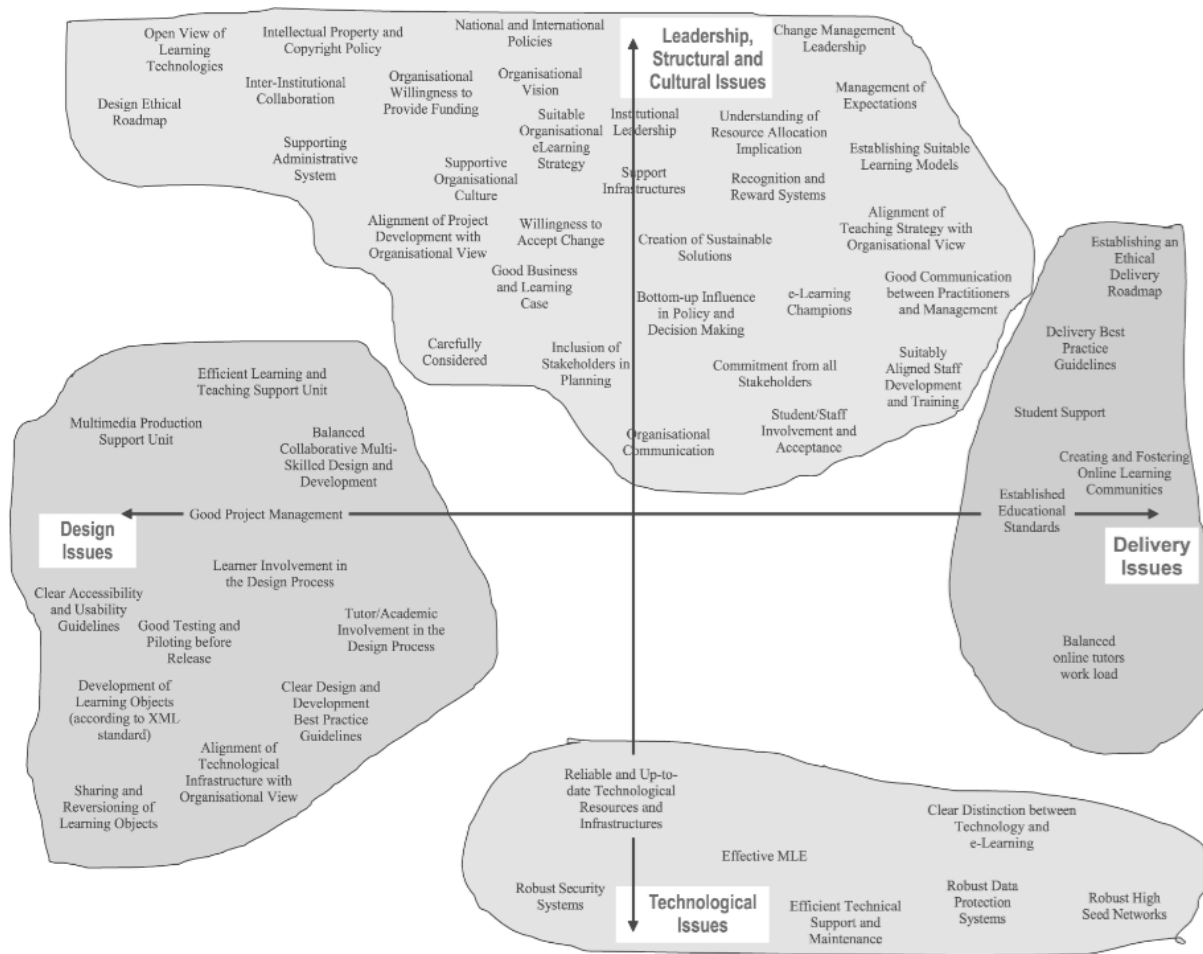 Open View of
Learning
Technologies
Intellectual Property and
Copyright Policy
National and International
Policies
Leadership,
Structural and
Cultural Issues
Change Management
Leadership
Design Ethical
Roadmap
Inter-Institutional
Collaboration
Organisational
Willingness to
Provide Funding
Organisational
Vision
Management of
Expectations
Supporting
Administrative
System
Supportive
Organisational
Culture
Suitable
Organisational
eLearning
Strategy
Institutional
Leadership
Understanding of
Resource Allocation
Implication
Establishing Suitable
Learning Models
Support
Infrastructures
Recognition and
Reward Systems
Alignment of Project
Development with
Organisational View
Willingness to
Accept Change
Creation of Sustainable
Solutions
Alignment of
Teaching Strategy with
Organisational View
Good Business
and Learning
Case
Bottom-up Influence
in Policy and
Decision Making
e-Learning
Champions
Good Communication
between Practitioners
and Management
Carefully
Considered
Inclusion of
Stakeholders in
Planning
Commitment from all
Stakeholders
Suitably
Aligned Staff
Development
and Training
Organisational
Communication
Student/Staff
Involvement and
Acceptance
Establishing an
Ethical
Delivery
Roadmap
Delivery Best
Practice
Guidelines
Student Support
Creating and Fostering
Online Learning
Communities
Established
Educational
Standards
Delivery
Issues
Balanced
online tutors
work load
Efficient Learning and
Teaching Support Unit
Multimedia Production
Support Unit
Balanced
Collaborative Multi-
Skilled Design and
Development
Design
Issues
Good Project Management
Learner Involvement in
the Design Process
Clear Accessibility
and Usability
Guidelines
Good Testing and
Piloting before
Release
Tutor/Academic
Involvement in the
Design Process
Development of
Learning Objects
(according to XML
standard)
Clear Design and
Development
Best Practice
Guidelines
Alignment of
Technological
Infrastructure with
Organisational View
Sharing and
Reversioning of
Learning Objects
Reliable and Up-to-
date Technological
Resources and
Infrastructures
Clear Distinction between
Technology and
e-Learning
Effective MLE
Robust Security
Systems
Technological
Issues
Efficient Technical
Support and
Maintenance
Robust Data
Protection
Systems
Robust High
Seed Networks